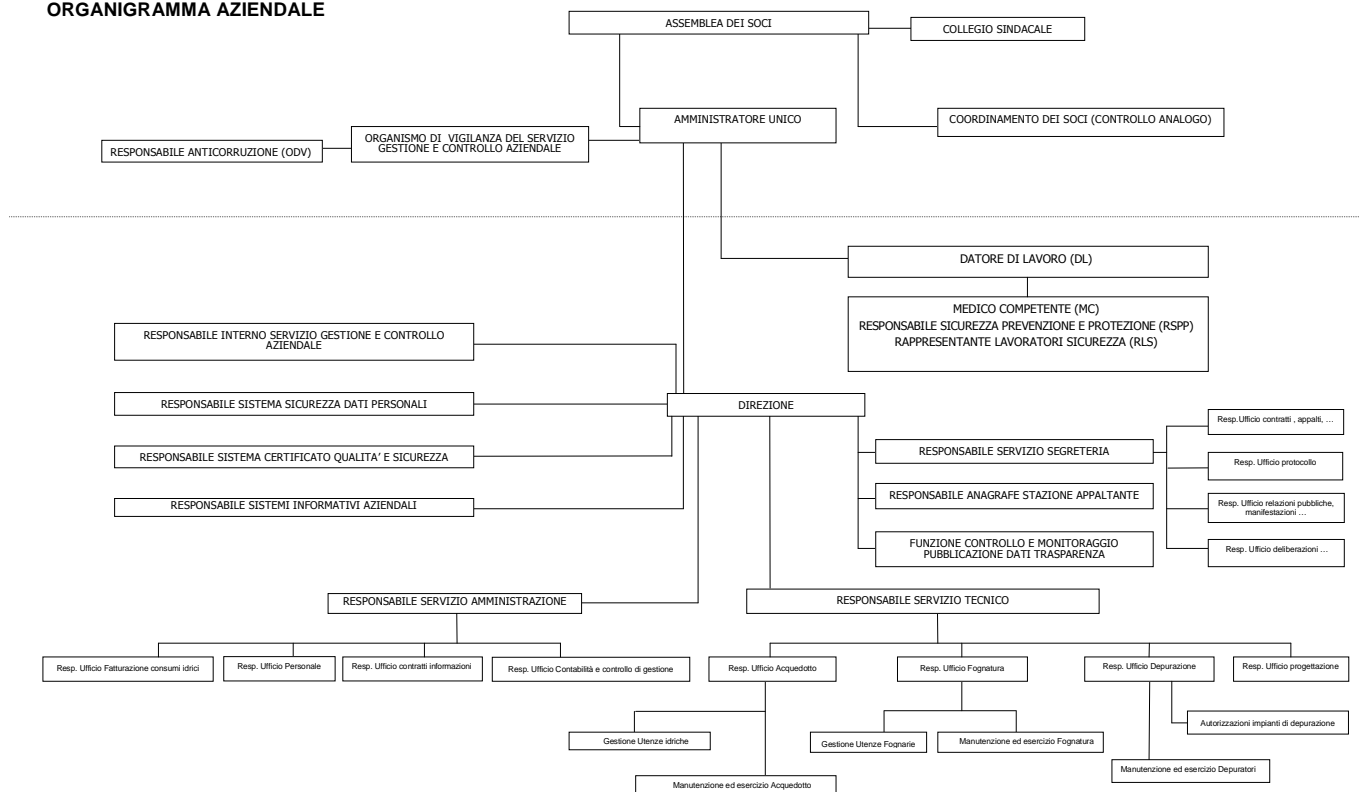 ORGANIGRAMMA AZIENDALE
ASSEMBLEA DEI SOCI
COLLEGIO SINDACALE
AMMINISTRATORE UNICO
COORDINAMENTO DEI SOCI (CONTROLLO ANALOGO)
ORGANISMO DI VIGILANZA DEL SERVIZIO
GESTIONE E CONTROLLO AZIENDALE
RESPONSABILE ANTICORRUZIONE (ODV)
DATORE DI LAVORO (DL)
MEDICO COMPETENTE (MC)
RESPONSABILE SICUREZZA PREVENZIONE E PROTEZIONE (RSPP)
RAPPRESENTANTE LAVORATORI SICUREZZA (RLS)
RESPONSABILE INTERNO SERVIZIO GESTIONE E CONTROLLO
AZIENDALE
RESPONSABILE SISTEMA SICUREZZA DATI PERSONALI
DIREZIONE
RESPONSABILE SISTEMA CERTIFICATO QUALITA' E SICUREZZA
RESPONSABILE SISTEMI INFORMATIVI AZIENDALI
RESPONSABILE SERVIZIO SEGRETERIA
RESPONSABILE ANAGRAFE STAZIONE APPALTANTE
FUNZIONE CONTROLLO E MONITORAGGIO
PUBBLICAZIONE DATI TRASPARENZA
Resp.Ufficio contratti , appalti, …
Resp. Ufficio protocollo
Resp. Ufficio relazioni pubbliche,
manifestazioni …
Resp. Ufficio deliberazioni …
RESPONSABILE SERVIZIO AMMINISTRAZIONE
RESPONSABILE SERVIZIO TECNICO
Resp. Ufficio Fatturazione consumi idrici
Resp. Ufficio Personale
Resp. Ufficio contratti informazioni
Resp. Ufficio Contabilità e controllo di gestione
Resp. Ufficio Acquedotto
Resp. Ufficio Fognatura
Resp. Ufficio Depurazione
Resp. Ufficio progettazione
Autorizzazioni impianti di depurazione
Gestione Utenze idriche
Gestione Utenze Fognarie
Manutenzione ed esercizio Fognatura
Manutenzione ed esercizio Depuratori
Manutenzione ed esercizio Acquedotto